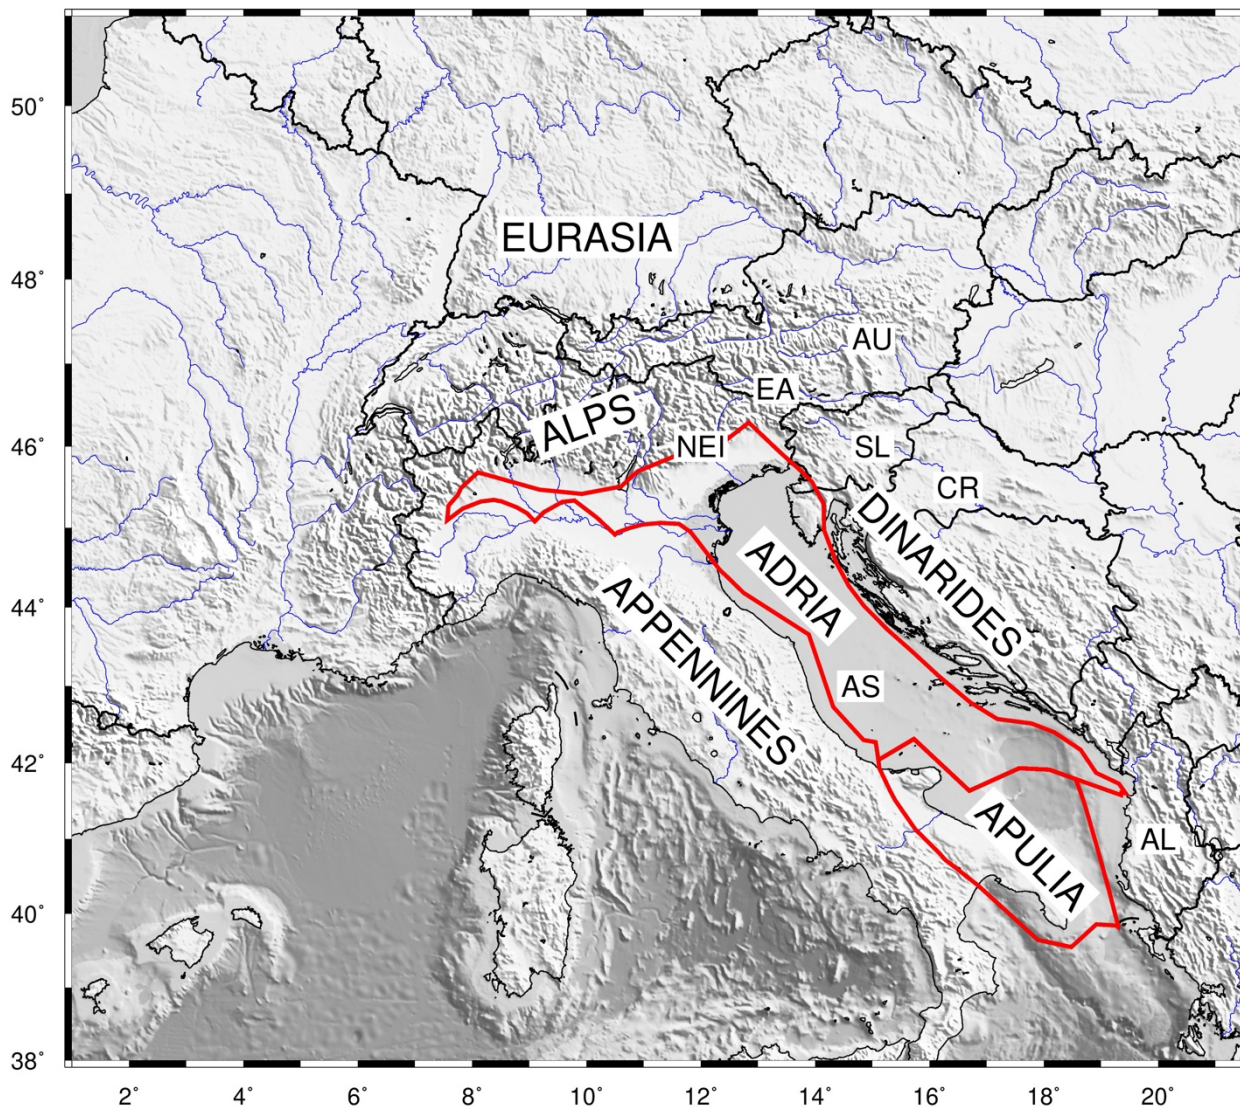 50°
48°
46°
44°
42°
40°
38°
EURASIA
AU
EA
ALPS
NEI
SL
CR
DINARIDES
ADRIA
APPENNINES
AS
APULIA
AL
2° 4° 6° 8° 10° 12° 14° 16° 18° 20°